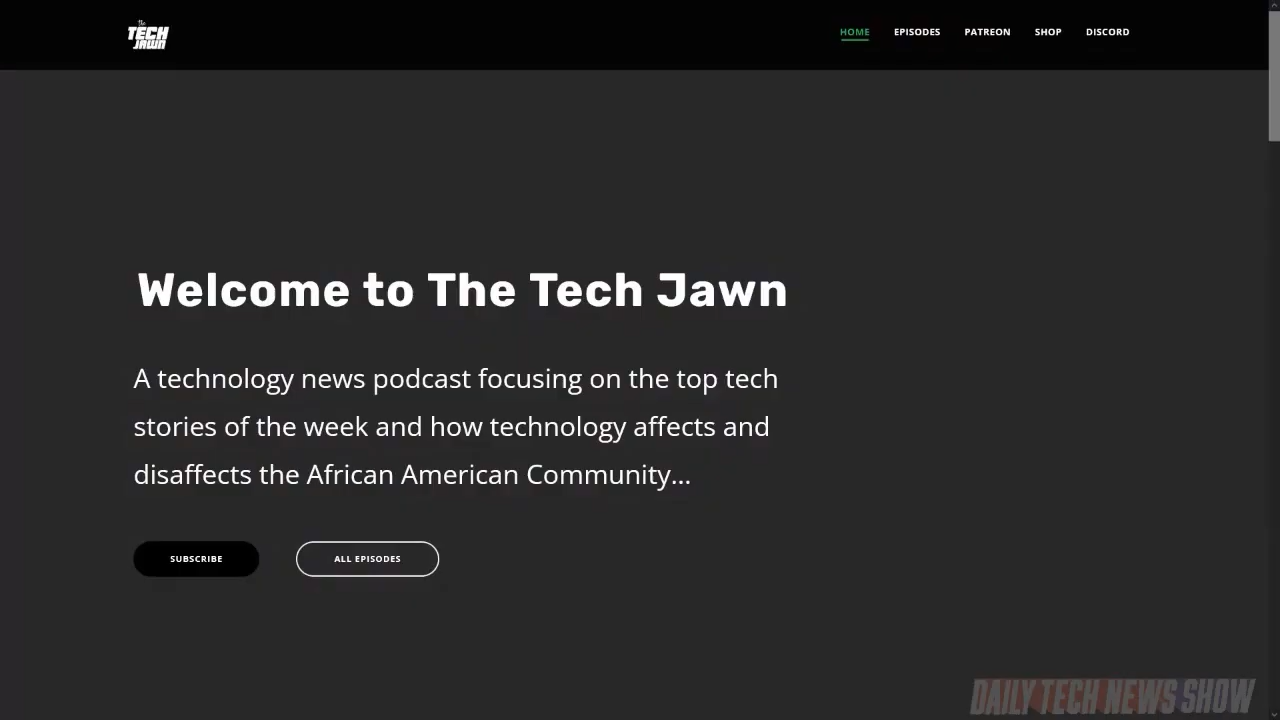 the
TECH
JAWN
HOME EPISODES PATREON SHOP DISCORD
Welcome to The Tech Jawn
A technology news podcast focusing on the top tech
stories of the week and how technology affects and
disaffects the African American Community...
SUBSCRIBE ALL EPISODES
DAILY TECH NEWS SHOW